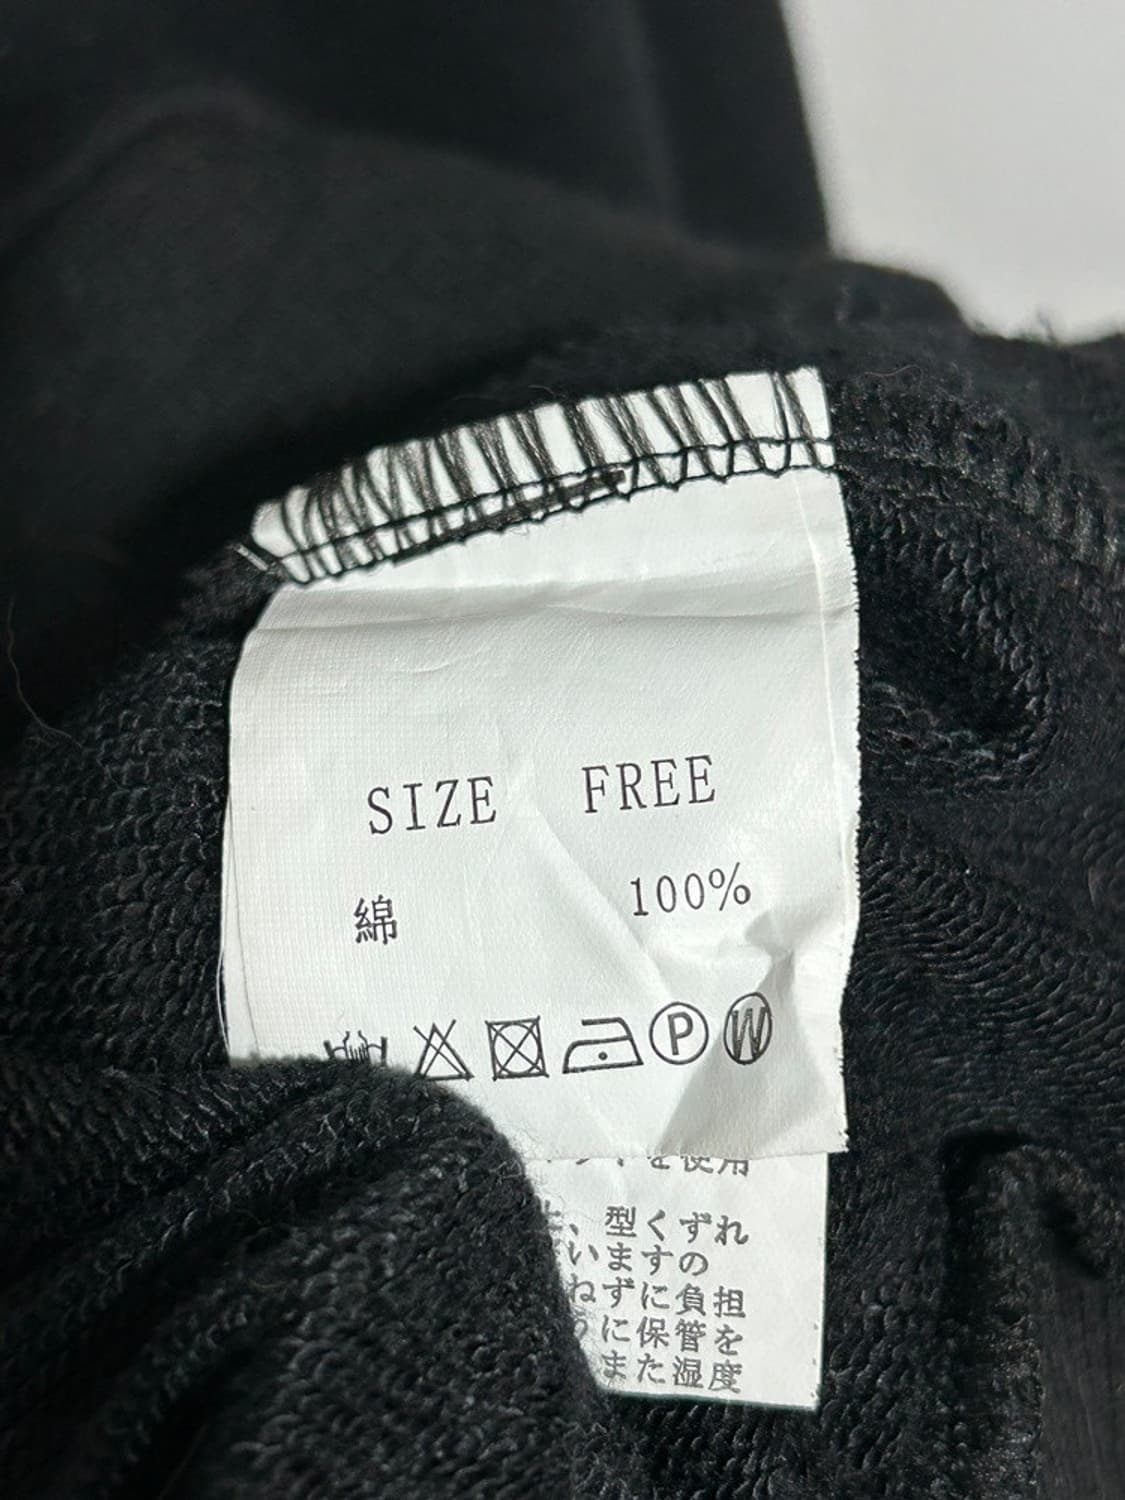 SIZE FREE
綿 100%
P W
を使用
、型くずれ
いますの
ねずに負担
に保管を
また湿度